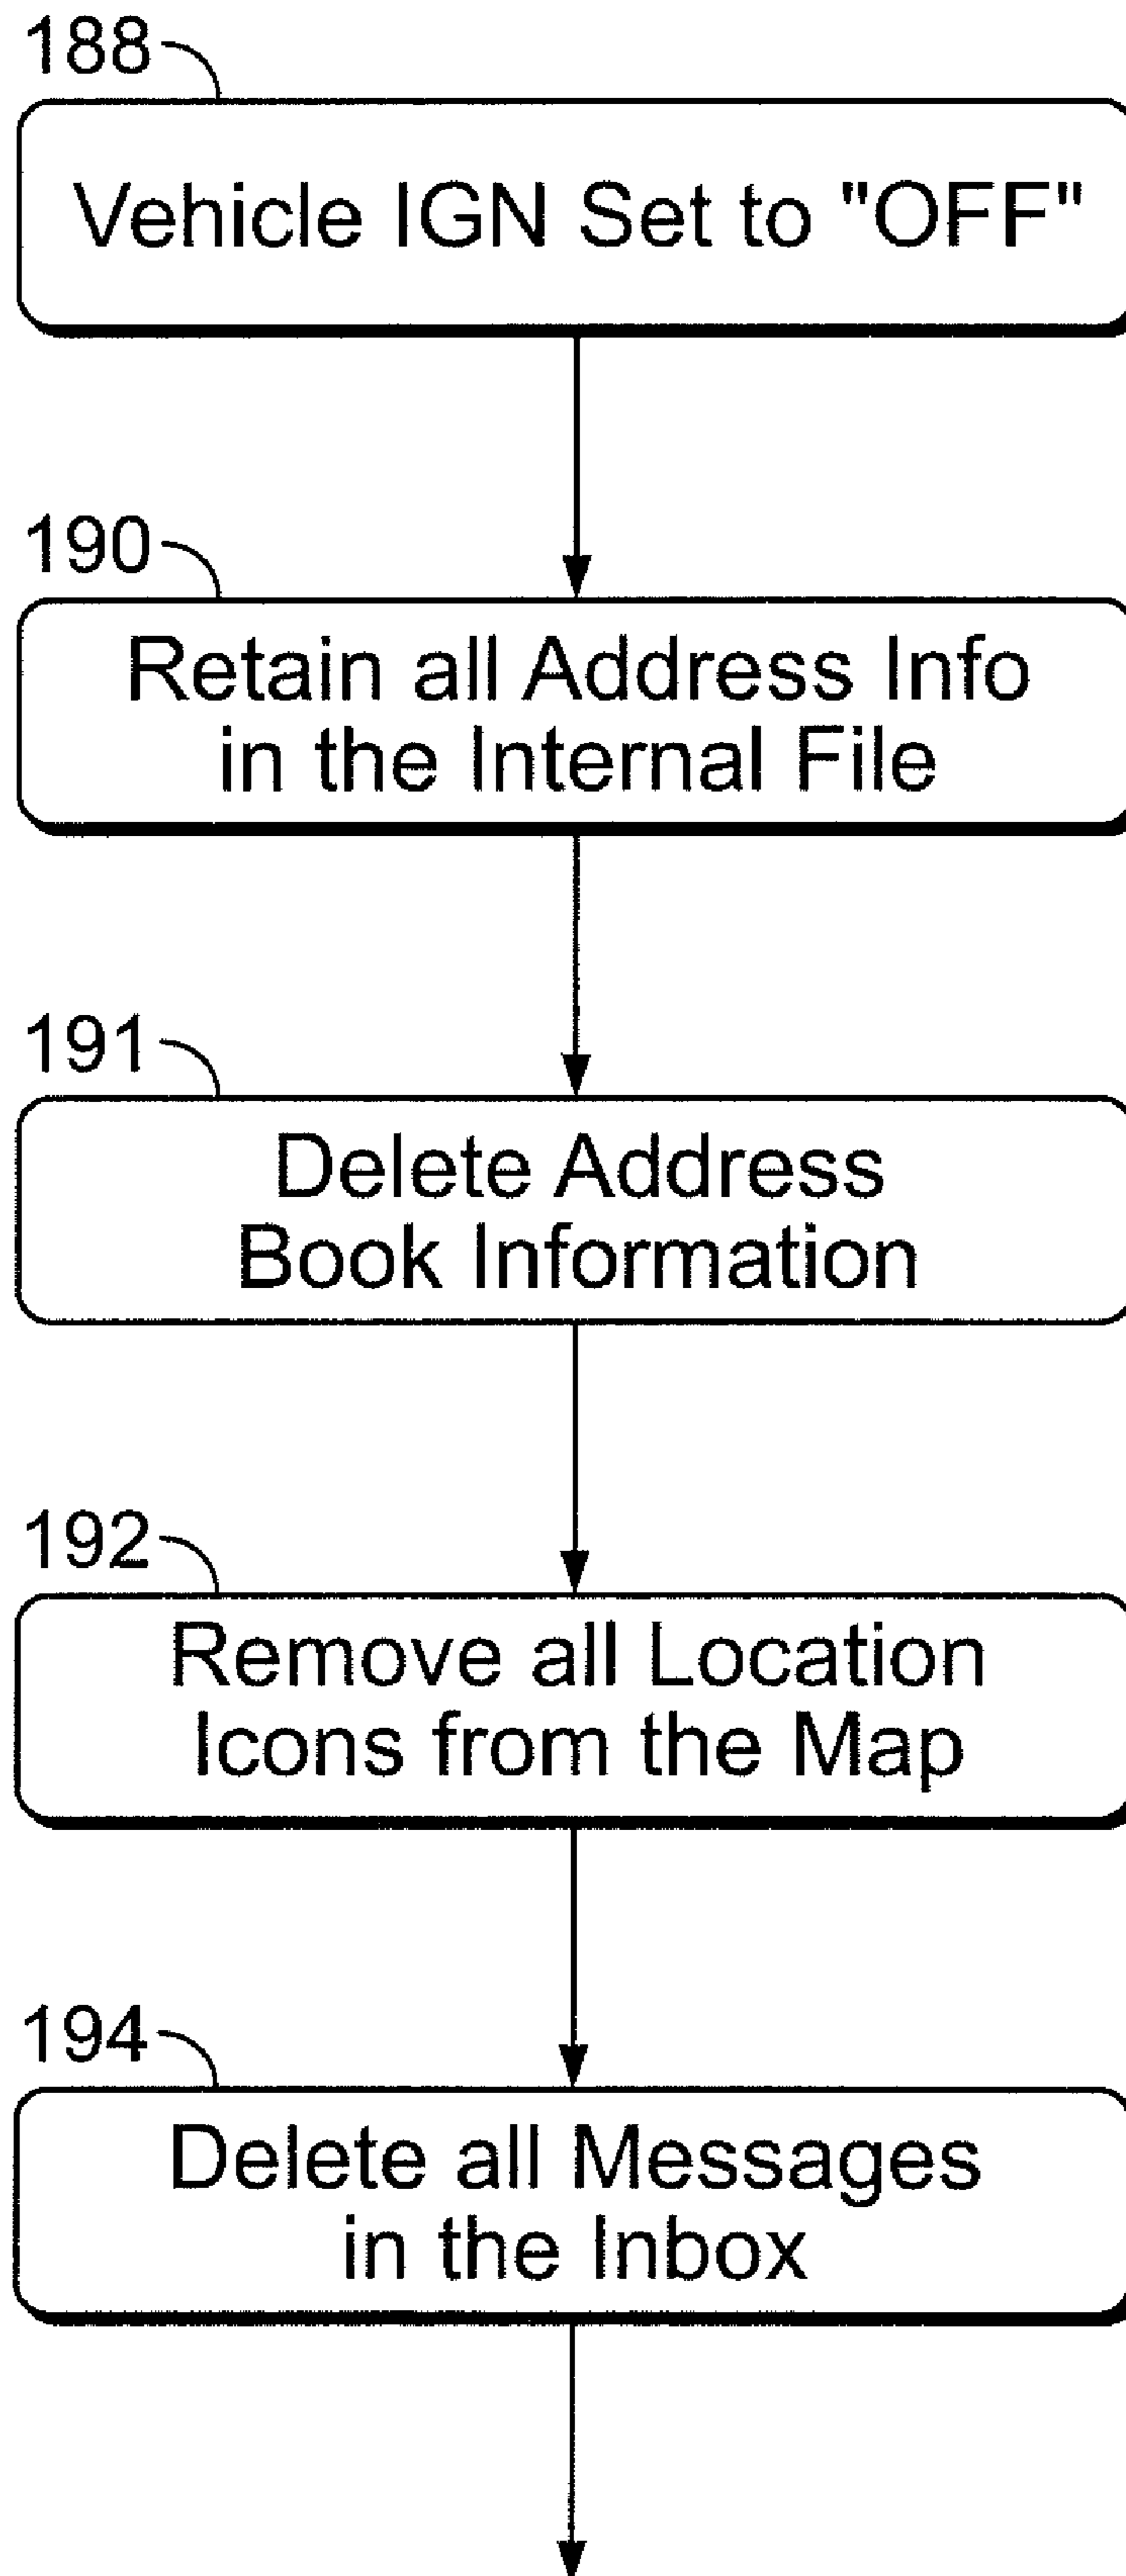 188
Vehicle IGN Set to "OFF"
190
Retain all Address Info
in the Internal File
191
Delete Address
Book Information
192
Remove all Location
Icons from the Map
194
Delete all Messages
in the Inbox